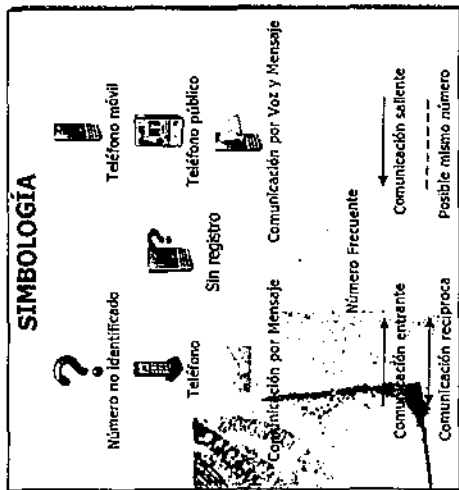 SIMBOLOGÍA
Número no identificado
Teléfono móvil
Sin registro
Teléfono
Teléfono público
Comunicación por Mensaje
Comunicación por Voz y Mensaje
Número Frecuente
Comunicación entrante
Comunicación saliente
Comunicación reciproca
Posible mismo número